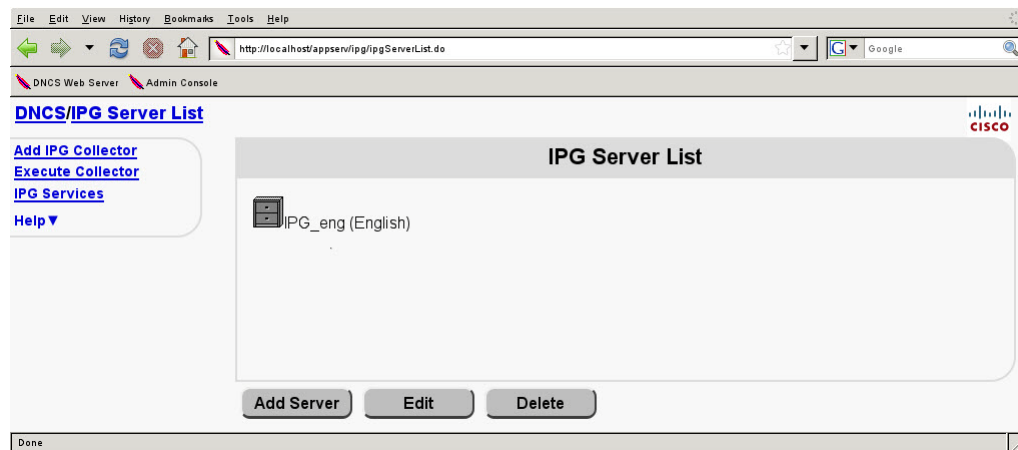 File Edit View History Bookmarks Tools Help
http://localhost/appserv/ipg/ipgServerList.do
G Google
DNCS Web Server Admin Console
DNCS/IPG Server List
CISCO
Add IPG Collector
Execute Collector
IPG Services
Help▼
IPG Server List
IPG_eng (English)
Add Server Edit Delete
Done